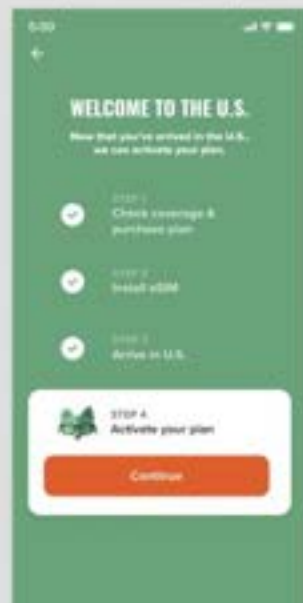 WELCOME TO THE U.S.
Now that you've arrived in the U.S.,
we can activate your plan.
STEP 1
Check coverage &
purchase plan
STEP 2
Install eSIM
STEP 3
Arrive in U.S.
STEP 4
Activate your plan
Continue